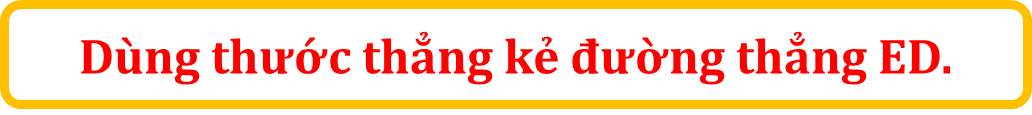 Dùng thước thẳng kẻ đường thẳng ED.